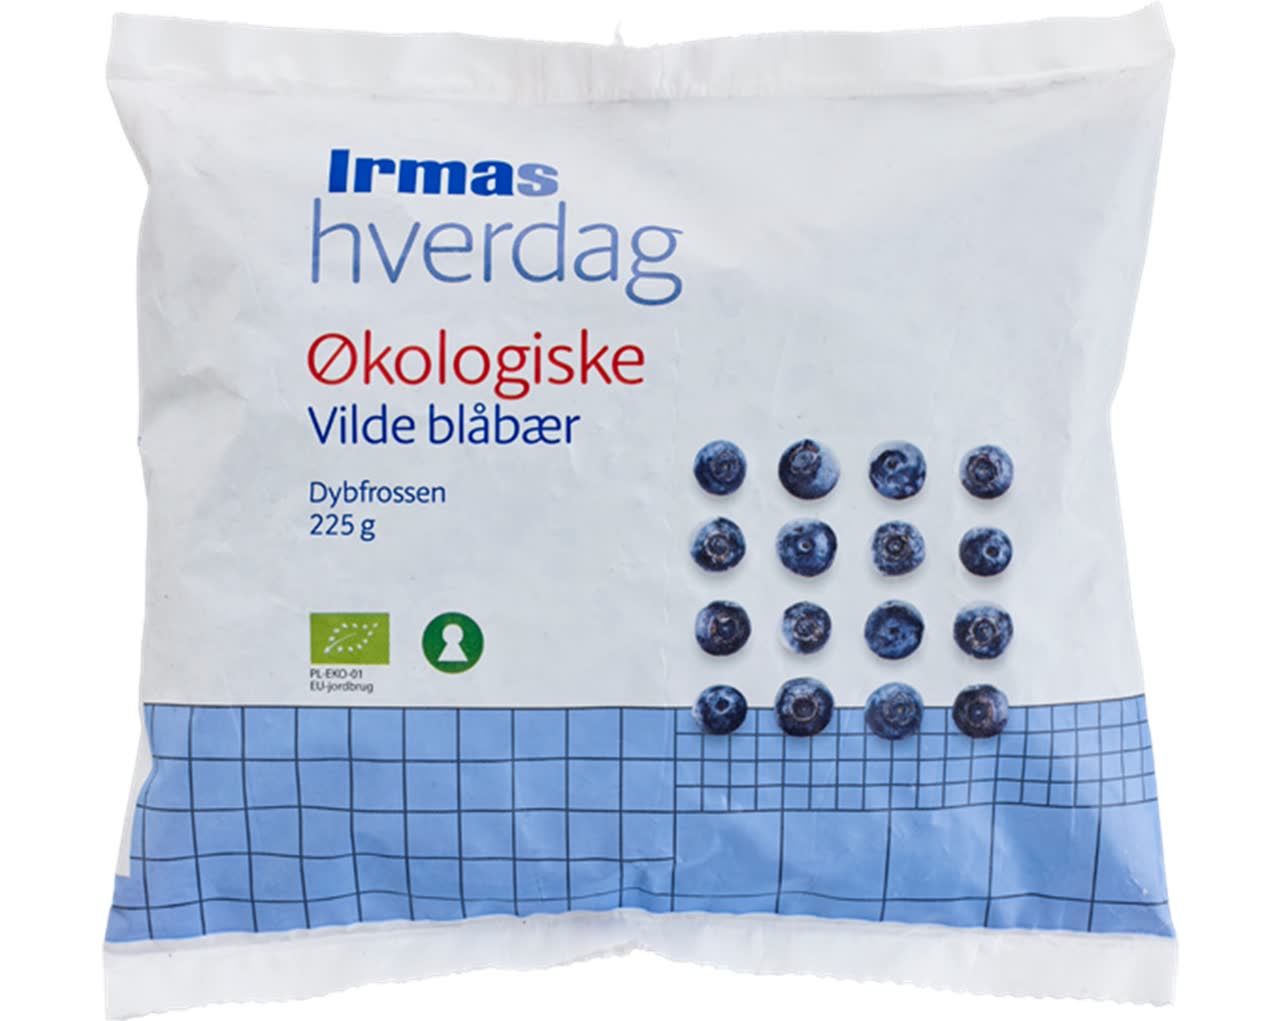 Irmas
hverdag
Økologiske
Vilde blåbær
Dybfrossen
225 g
PL-EKO-01
EU-jordbrug